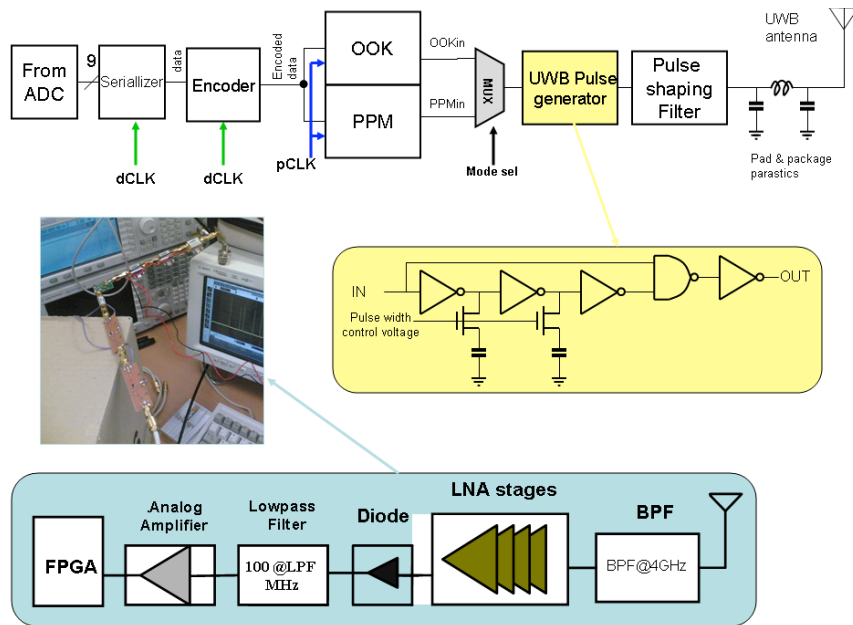 From
ADC
9
Seriallizer
data
Encoder
Encoded
data
OOK
PPM
OOKin
PPMin
MUX
UWB Pulse
generator
Pulse
shaping
Filter
UWB
antenna
dCLK
dCLK
pCLK
Mode sel
Pad & package
parastics
IN
OUT
Pulse width
control voltage
.Analog
Amplifier
Lowpass
Filter
Diode
LNA stages
BPF
FPGA
100 @LPF
MHz
BPF@4GHz